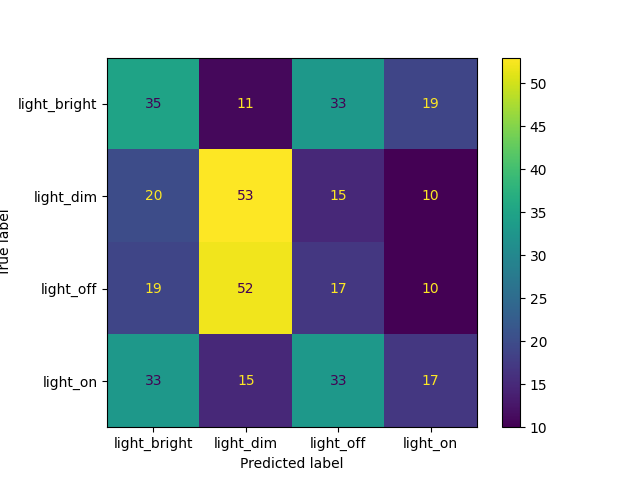 light_bright 35 11 33 19
light_dim 20 53 15 10
light_off 19 52 17 10
light_on 33 15 33 17
light_bright light_dim light_off light_on
Predicted label
True label
50
45
40
35
30
25
20
15
10